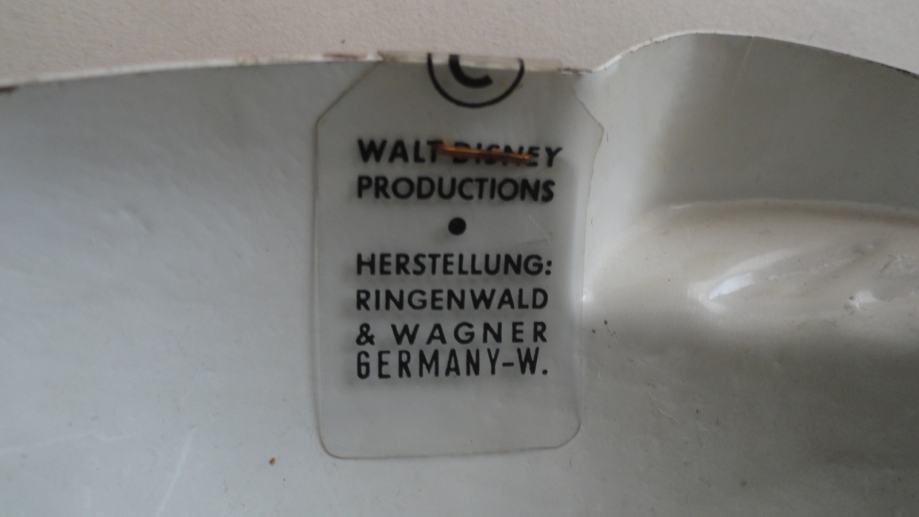 ©
WALT DISNEY
PRODUCTIONS
•
HERSTELLUNG:
RINGENWALD
& WAGNER
GERMANY-W.